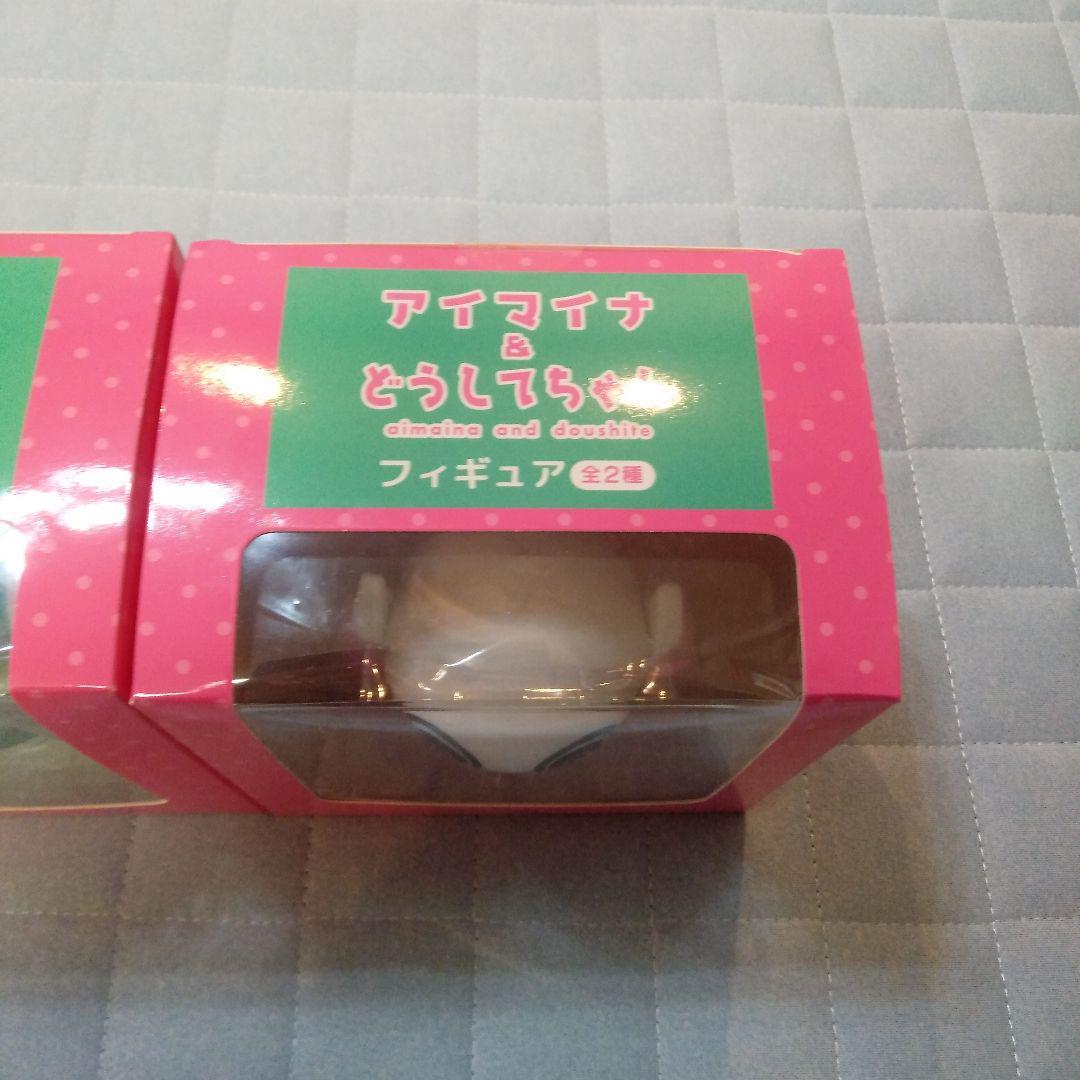 アイマイナ
&
どうしてちゃん
aimaina and doushite
フィギュア 全2種